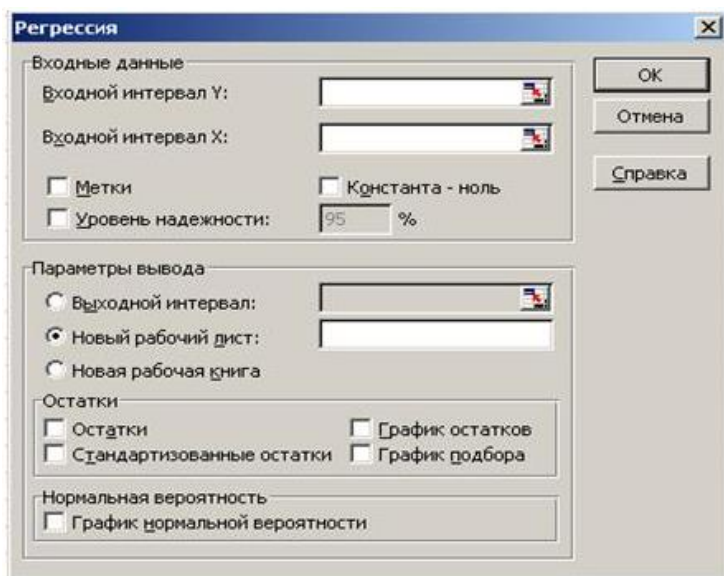 Регрессия
Входные данные
Входной интервал Y:
Входной интервал X:
Метки
Константа - ноль
Уровень надежности:
95
%
OK
Отмена
Справка
Параметры вывода
Выходной интервал:
Новый рабочий лист:
Новая рабочая книга
Остатки
Остатки
График остатков
Стандартизованные остатки
График подбора
Нормальная вероятность
График нормальной вероятности